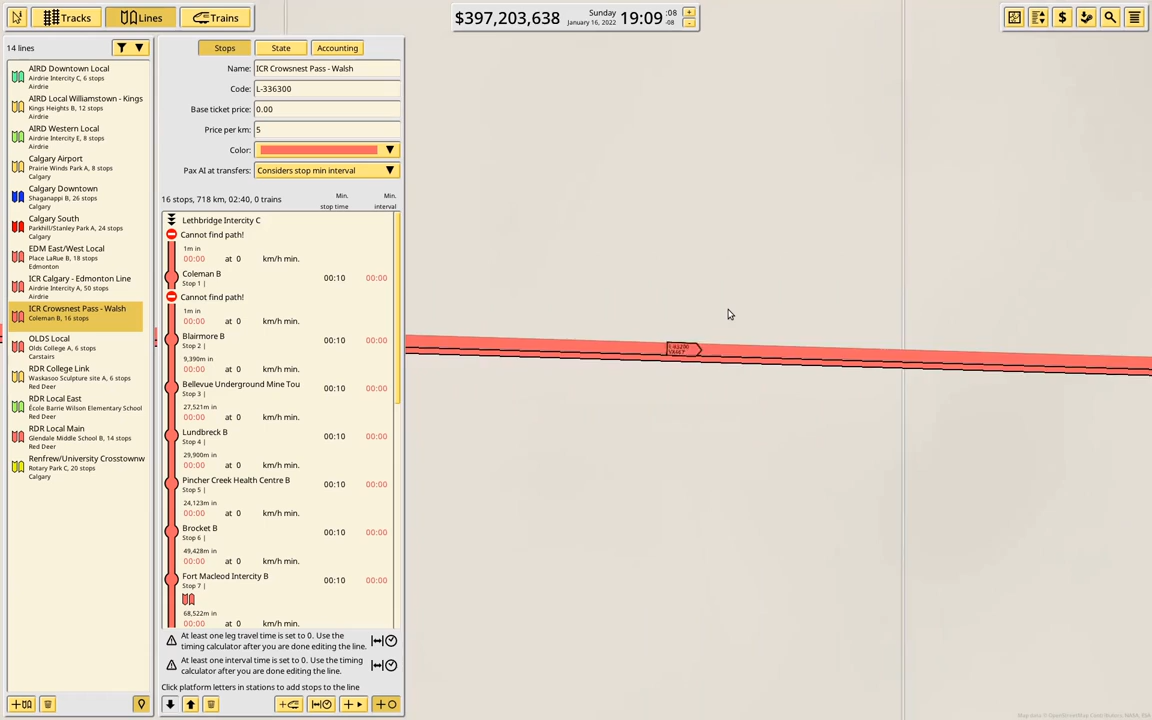 Tracks
Lines
Trains
$397,203,638
Sunday
January 16, 2022
19:09
:08
-08
+
-
$
14 lines
AIRD Downtown Local
Airdrie Intercity C, 6 stops
Airdrie
AIRD Local Williamstown - Kings
Kings Heights B, 12 stops
Airdrie
AIRD Western Local
Airdrie Intercity E, 8 stops
Airdrie
Calgary Airport
Prairie Winds Park A, 8 stops
Calgary
Calgary Downtown
Shaganappi B, 26 stops
Calgary
Calgary South
Parkhill/Stanley Park A, 24 stops
Calgary
EDM East/West Local
Place LaRue B, 18 stops
Edmonton
ICR Calgary - Edmonton Line
Airdrie Intercity A, 50 stops
Airdrie
ICR Crowsnest Pass - Walsh
Coleman B, 16 stops
OLDS Local
Olds College A, 6 stops
Carstairs
RDR College Link
Waskasoo Sculpture site A, 6 stops
Red Deer
RDR Local East
École Barrie Wilson Elementary School
Red Deer
RDR Local Main
Glendale Middle School B, 14 stops
Red Deer
Renfrew/University Crosstownw
Rotary Park C, 20 stops
Calgary
Stops
State
Accounting
Name: ICR Crowsnest Pass - Walsh
Code: L-336300
Base ticket price: 0.00
Price per km: 5
Color:
Pax AI at transfers: Considers stop min interval
16 stops, 718 km, 02:40, 0 trains
Min.
stop time
Min.
interval
Lethbridge Intercity C
Cannot find path!
1m in
00:00 at 0 km/h min.
Coleman B 00:10 00:00
Stop 1 |
Cannot find path!
1m in
00:00 at 0 km/h min.
Blairmore B 00:10 00:00
Stop 2 |
9,390m in
00:00 at 0 km/h min.
Bellevue Underground Mine Tou 00:10 00:00
Stop 3 |
27,521m in
00:00 at 0 km/h min.
Lundbreck B 00:10 00:00
Stop 4 |
29,900m in
00:00 at 0 km/h min.
Pincher Creek Health Centre B 00:10 00:00
Stop 5 |
24,123m in
00:00 at 0 km/h min.
Brocket B 00:10 00:00
Stop 6 |
49,428m in
00:00 at 0 km/h min.
Fort Macleod Intercity B 00:10 00:00
Stop 7 |
68,522m in
00:00 at 0 km/h min.
At least one leg travel time is set to 0. Use the
timing calculator after you are done editing the line.
At least one interval time is set to 0. Use the timing
calculator after you are done editing the line.
Click platform letters in stations to add stops to the line